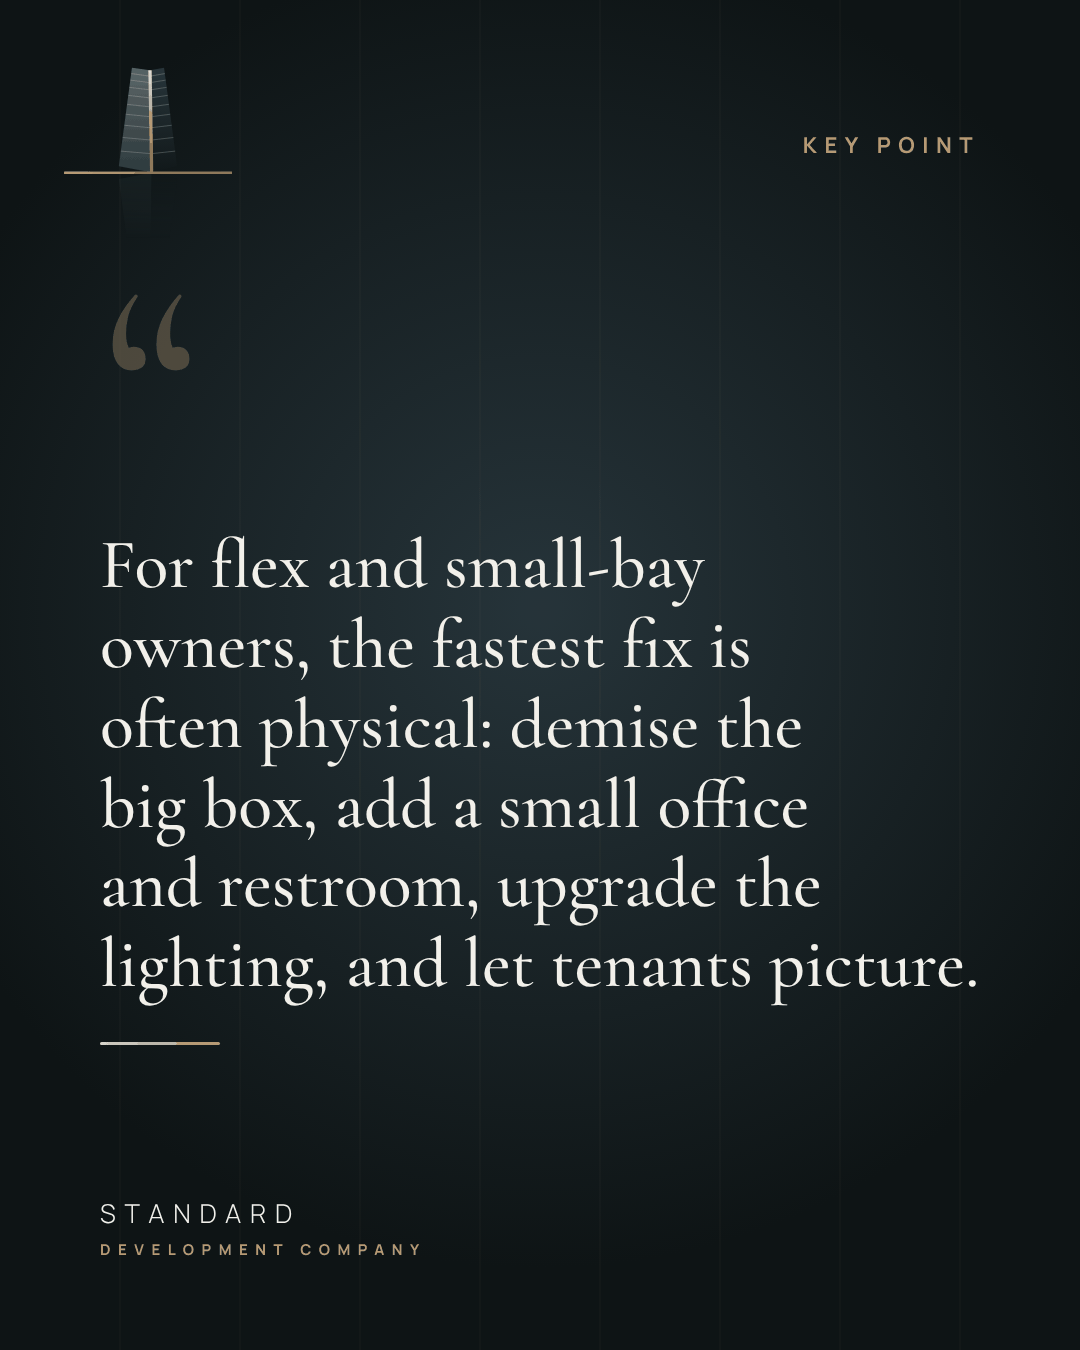 KEY POINT
“
For flex and small-bay
owners, the fastest fix is
often physical: demise the
big box, add a small office
and restroom, upgrade the
lighting, and let tenants picture.
STANDARD
DEVELOPMENT COMPANY